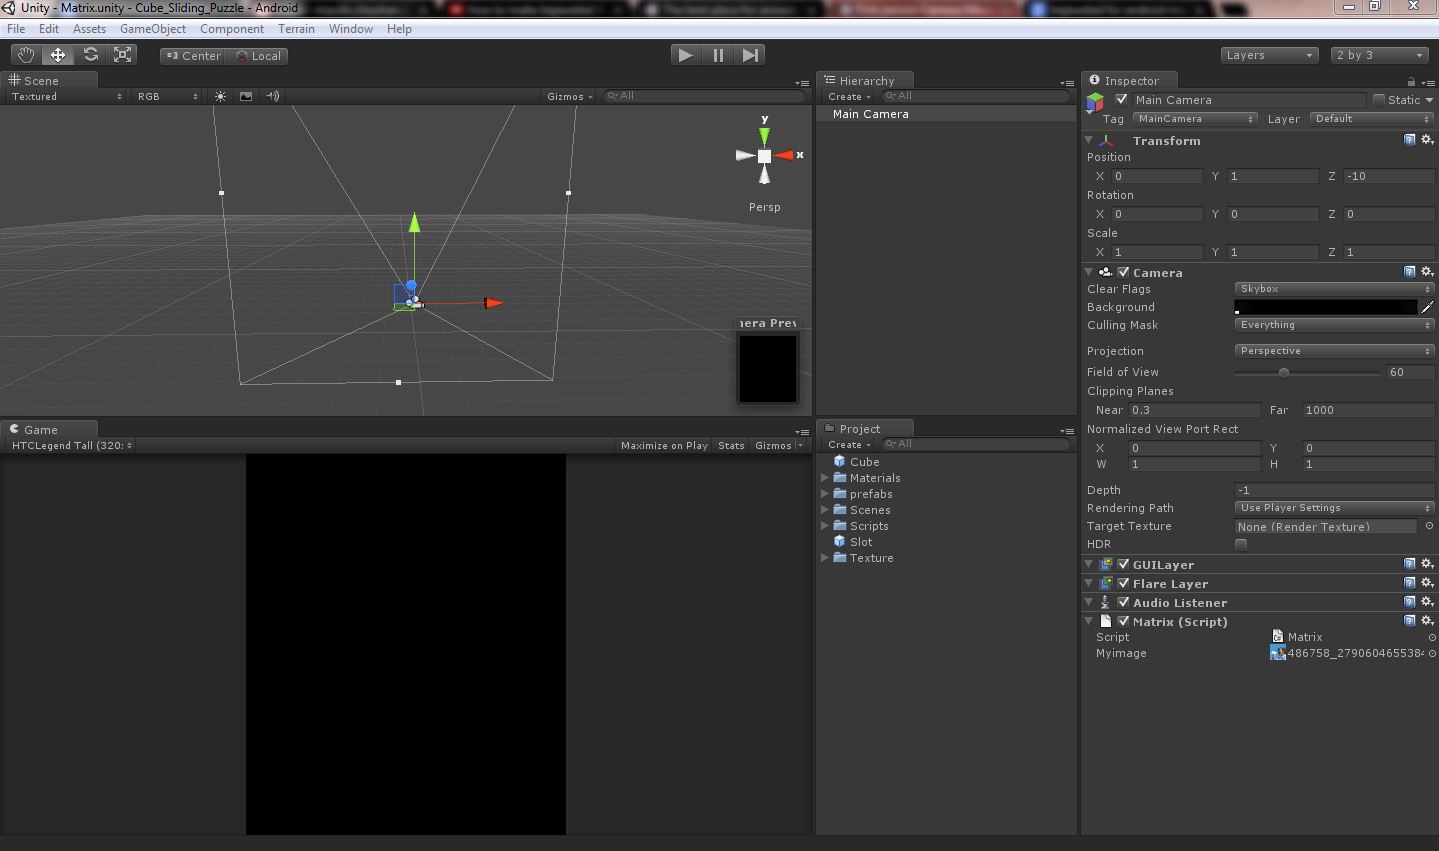 Unity - Matrix.unity - Cube_Sliding_Puzzle - Android
File Edit Assets GameObject Component Terrain Window Help
Center Local
Layers
2 by 3
Scene
Textured RGB Gizmos All
y
x
Persp
nera Prev
Game
HTCLegend Tall (320: Maximize on Play Stats Gizmos
Hierarchy
Create All
Main Camera
Project
Create All
Cube
Materials
prefabs
Scenes
Scripts
Slot
Texture
Inspector
Main Camera Static
Tag MainCamera Layer Default
Transform
Position
X 0 Y 1 Z -10
Rotation
X 0 Y 0 Z 0
Scale
X 1 Y 1 Z 1
Camera
Clear Flags Skybox
Background
Culling Mask Everything
Projection Perspective
Field of View 60
Clipping Planes
Near 0.3 Far 1000
Normalized View Port Rect
X 0 Y 0
W 1 H 1
Depth -1
Rendering Path Use Player Settings
Target Texture None (Render Texture)
HDR
GUILayer
Flare Layer
Audio Listener
Matrix (Script)
Script Matrix
Myimage 486758_2790604655384